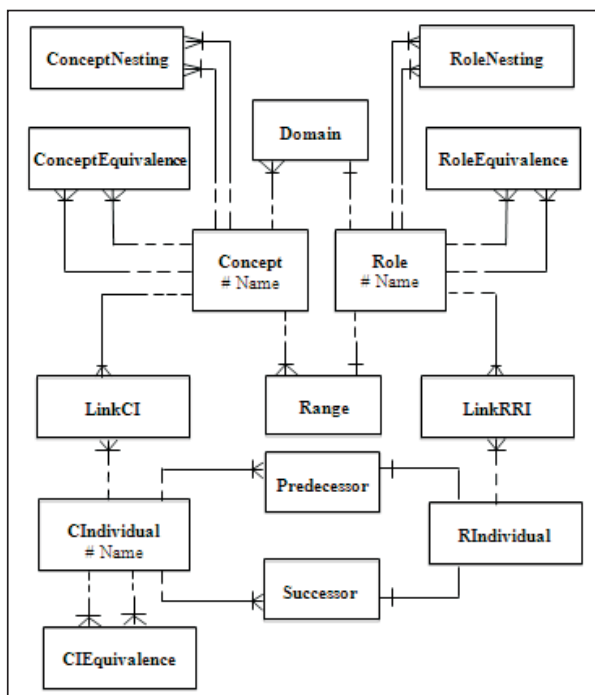 ConceptNesting
RoleNesting
Domain
ConceptEquivalence
RoleEquivalence
Concept
# Name
Role
# Name
LinkCI
Range
LinkRRI
Predecessor
CIndividual
# Name
RIndividual
Successor
CIEquivalence